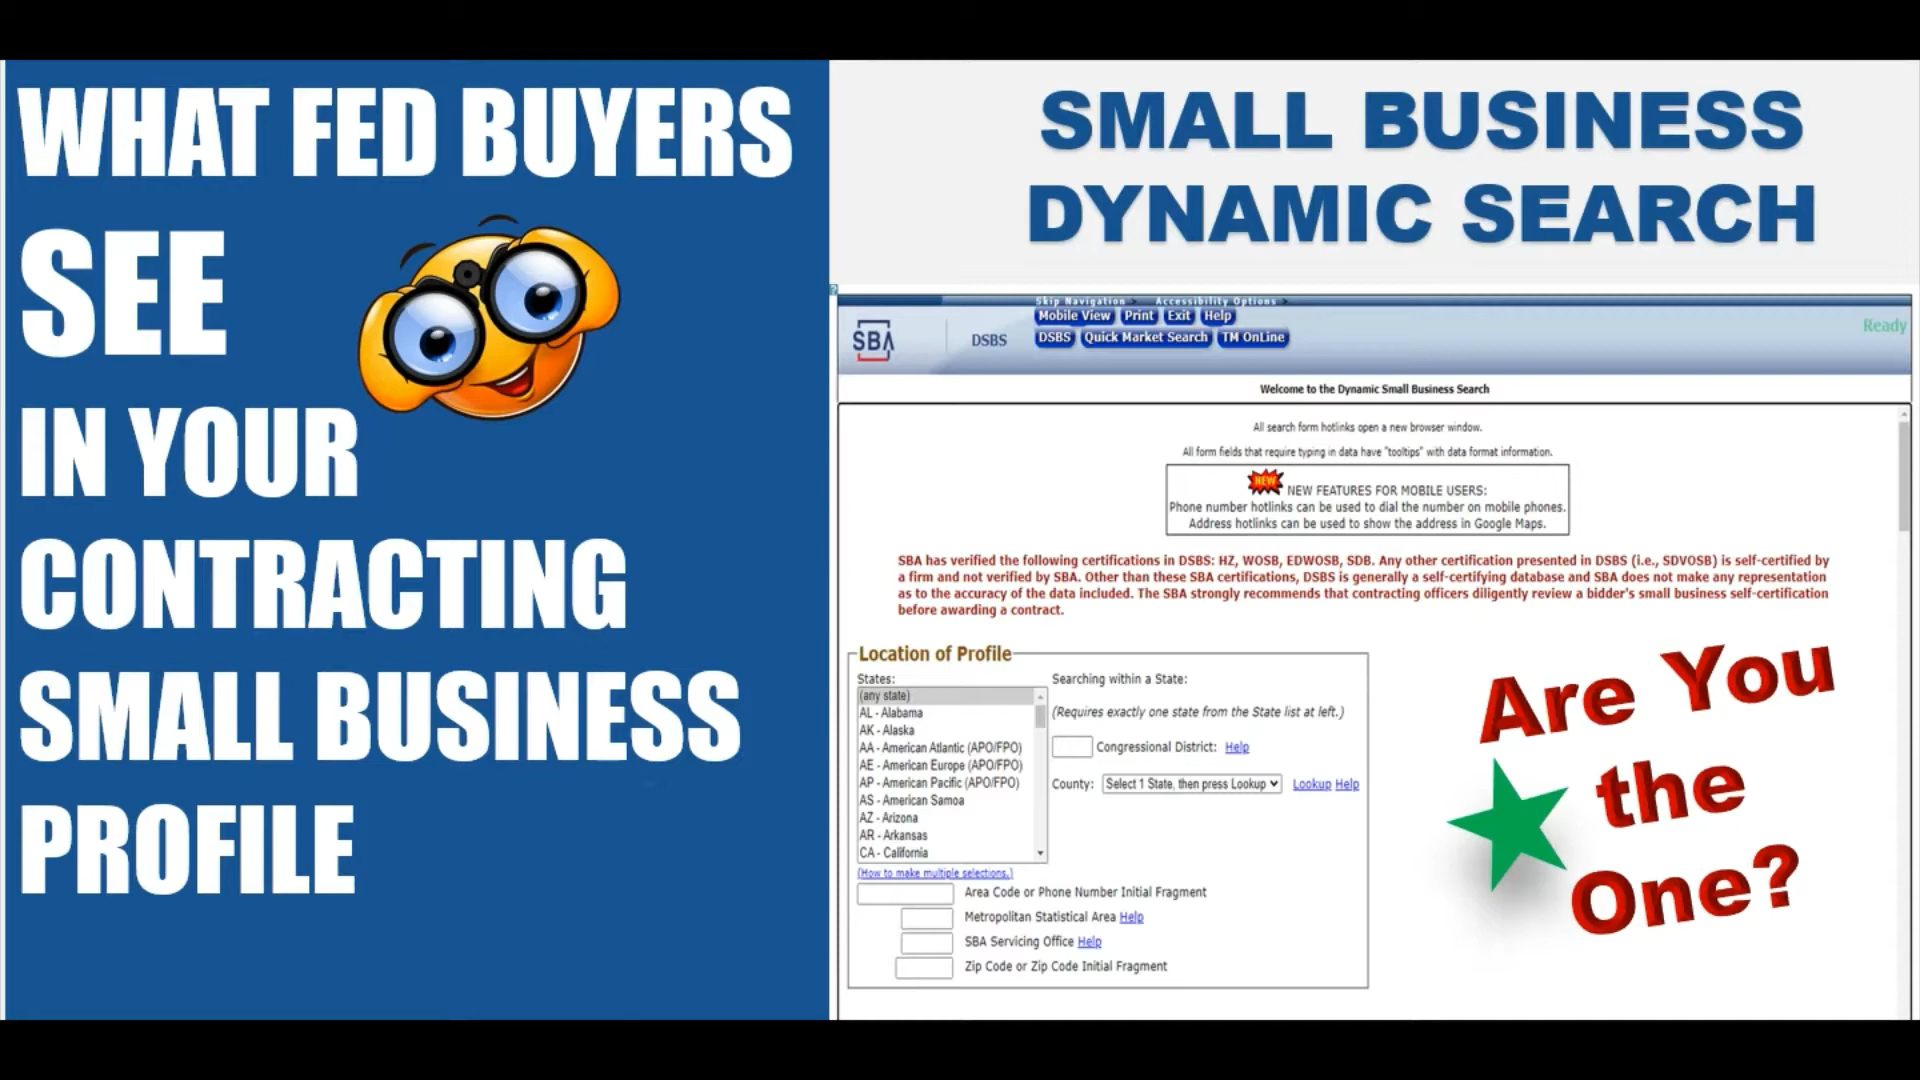 WHAT FED BUYERS
SEE
IN YOUR
CONTRACTING
SMALL BUSINESS
PROFILE
SMALL BUSINESS
DYNAMIC SEARCH
Skip Navigation > Accessibility Options >
Mobile View Print Exit Help
SBA DSBS
DSBS Quick Market Search TM OnLine
Ready
Welcome to the Dynamic Small Business Search
All search form hotlinks open a new browser window.
All form fields that require typing in data have "tooltips" with data format information.
NEW NEW FEATURES FOR MOBILE USERS:
Phone number hotlinks can be used to dial the number on mobile phones.
Address hotlinks can be used to show the address in Google Maps.
SBA has verified the following certifications in DSBS: HZ, WOSB, EDWOSB, SDB. Any other certification presented in DSBS (i.e., SDVOSB) is self-certified by
a firm and not verified by SBA. Other than these SBA certifications, DSBS is generally a self-certifying database and SBA does not make any representation
as to the accuracy of the data included. The SBA strongly recommends that contracting officers diligently review a bidder's small business self-certification
before awarding a contract.
Location of Profile
States:
(any state)
AL - Alabama
AK - Alaska
AA - American Atlantic (APO/FPO)
AE - American Europe (APO/FPO)
AP - American Pacific (APO/FPO)
AS - American Samoa
AZ - Arizona
AR - Arkansas
CA - California
(How to make multiple selections.)
Searching within a State:
(Requires exactly one state from the State list at left.)
Congressional District: Help
County: Select 1 State, then press Lookup Lookup Help
Area Code or Phone Number Initial Fragment
Metropolitan Statistical Area Help
SBA Servicing Office Help
Zip Code or Zip Code Initial Fragment
Are You
the
One?